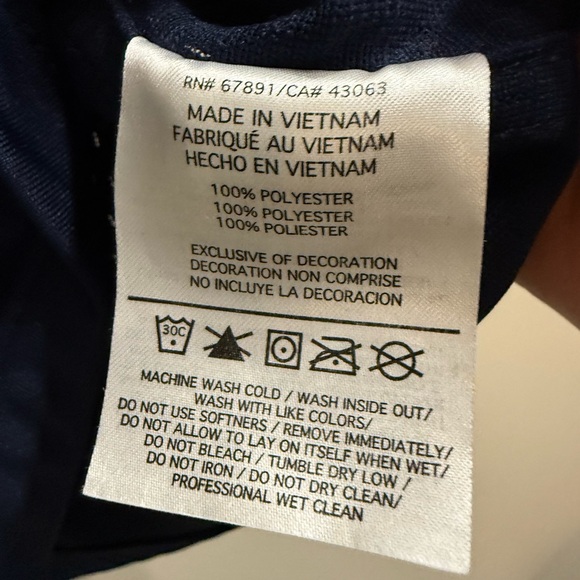 RN# 67891/CA# 43063
MADE IN VIETNAM
FABRIQUÉ AU VIETNAM
HECHO EN VIETNAM
100% POLYESTER
100% POLYESTER
100% POLIESTER
EXCLUSIVE OF DECORATION
DECORATION NON COMPRISE
NO INCLUYE LA DECORACION
30C
MACHINE WASH COLD / WASH INSIDE OUT/
WASH WITH LIKE COLORS/
DO NOT USE SOFTNERS / REMOVE IMMEDIATELY/
DO NOT ALLOW TO LAY ON ITSELF WHEN WET/
DO NOT BLEACH / TUMBLE DRY LOW /
DO NOT IRON / DO NOT DRY CLEAN/
PROFESSIONAL WET CLEAN